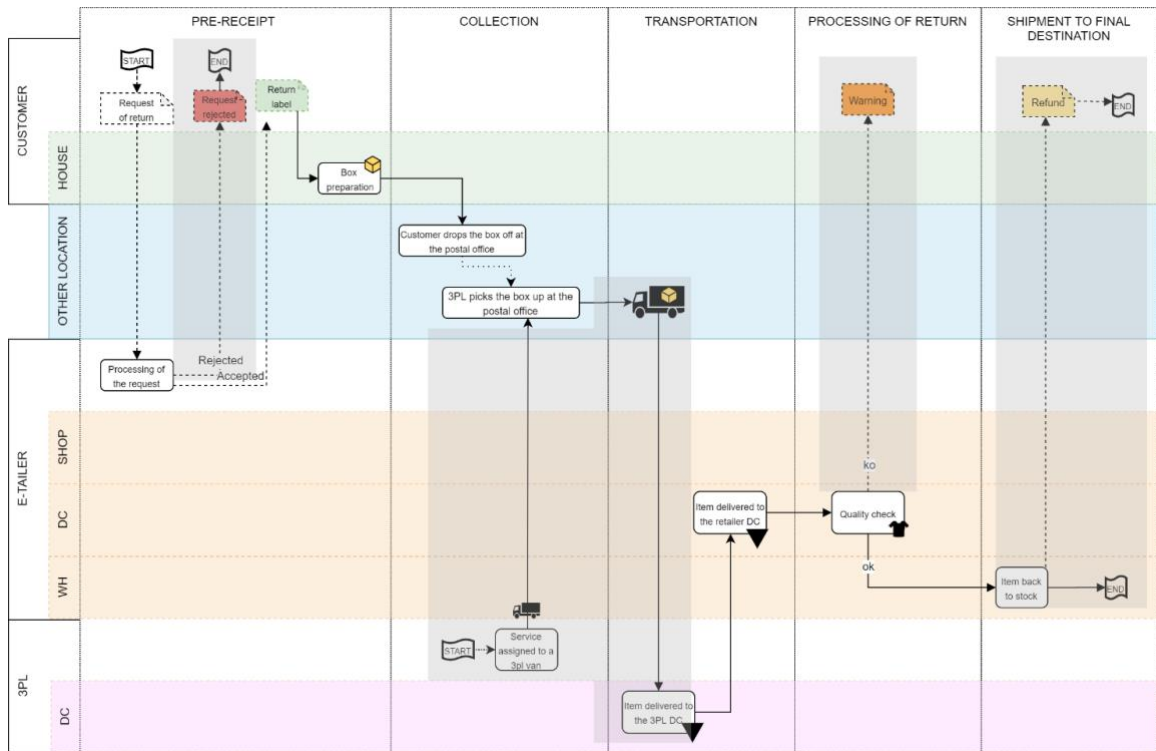 PRE-RECEIPT
COLLECTION
TRANSPORTATION
PROCESSING OF RETURN
SHIPMENT TO FINAL
DESTINATION
CUSTOMER
START
END
Request
of return
Request
rejected
Return
label
Warning
Refund
END
HOUSE
Box
preparation
OTHER LOCATION
Customer drops the box off at
the postal office
3PL picks the box up at the
postal office
E-TAILER
Processing of
the request
Rejected
Accepted
SHOP
ko
DC
Item delivered to
the retailer DC
Quality check
WH
ok
Item back
to stock
END
3PL
START
Service
assigned to a
3pl van
DC
Item delivered to
the 3PL DC